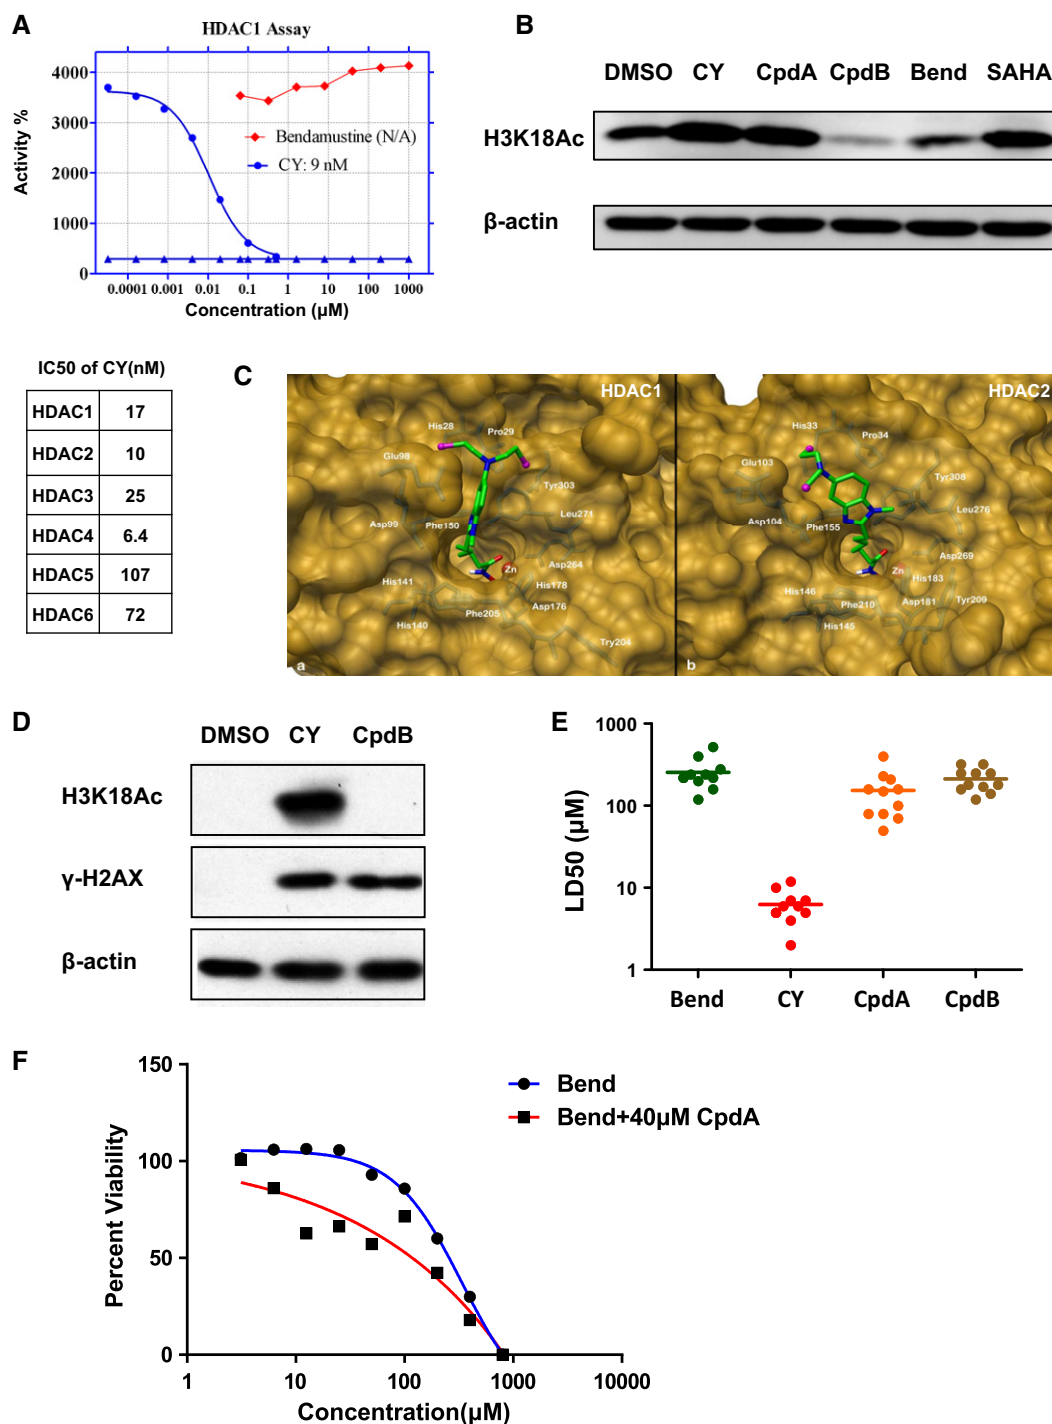 A
HDAC1 Assay
Activity %
4000
3000
2000
1000
0
Bendamustine (N/A)
CY: 9 nM
0.0001 0.001 0.01 0.1 1 10 100 1000
Concentration (µM)
B
DMSO CY CpdA CpdB Bend SAHA
H3K18Ac
β-actin
IC50 of CY(nM)
HDAC1 17
HDAC2 10
HDAC3 25
HDAC4 6.4
HDAC5 107
HDAC6 72
C
HDAC1
His28
Pro29
Glu98
Tyr303
Leu271
Asp99
Phe150
Asp264
Zn
His141
His178
Asp176
Phe205
His140
Try204
a
HDAC2
His33
Pro34
Glu103
Tyr308
Leu276
Asp104
Phe155
Asp269
Zn
His183
His146
Phe210
Asp181
Tyr209
His145
b
D
DMSO CY CpdB
H3K18Ac
γ-H2AX
β-actin
E
LD50 (µM)
1000
100
10
1
Bend CY CpdA CpdB
F
Percent Viability
150
100
50
0
Bend
Bend+40µM CpdA
1 10 100 1000 10000
Concentration(µM)